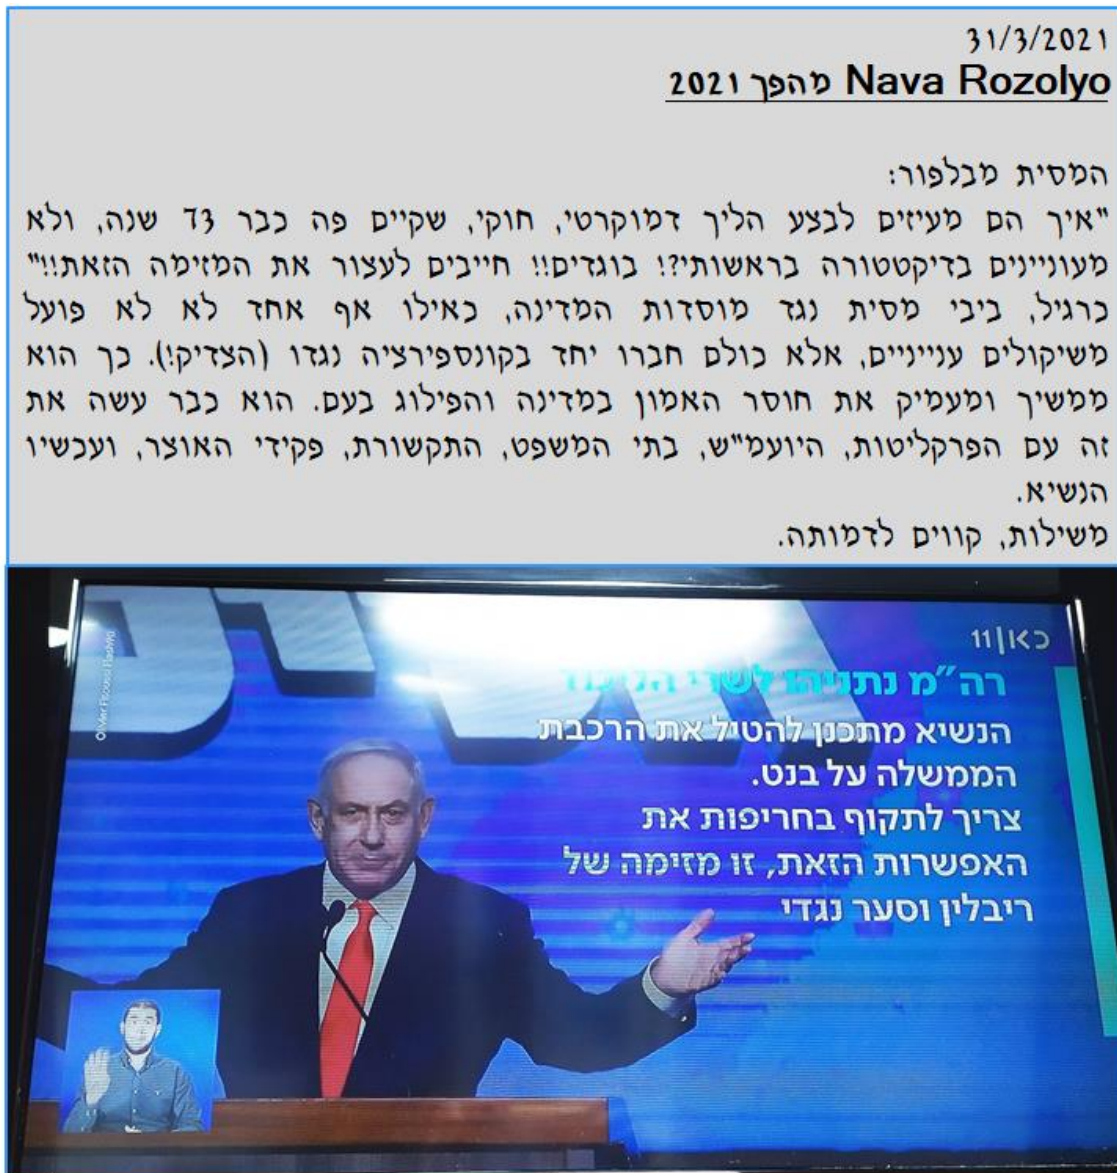 31/3/2021
Nava Rozolyo מהפך 2021
המסית מבלפור:
"איך הם מעיזים לבצע הליך דמוקרטי, חוקי, שקיים פה כבר 73 שנה, ולא
מעוניינים בדיקטטורה בראשותי?! בוגדים!! חייבים לעצור את המזימה הזאת!!"
כרגיל, ביבי מסית נגד מוסדות המדינה, כאילו אף אחד לא לא פועל
משיקולים ענייניים, אלא כולם חברו יחד בקונספירציה נגדו (הצדיק!). כך הוא
ממשיך ומעמיק את חוסר האמון במדינה והפילוג בעם. הוא כבר עשה את
זה עם הפרקליטות, היועמ"ש, בתי המשפט, התקשורת, פקידי האוצר, ועכשיו
הנשיא.
משילות, קווים לדמותה.
כאן|11
רה"מ נתניהו לשרי הליכוד
הנשיא מתכנן להטיל את הרכבת
הממשלה על בנט.
צריך לתקוף בחריפות את
האפשרות הזאת, זו מזימה של
ריבלין וסער נגדי